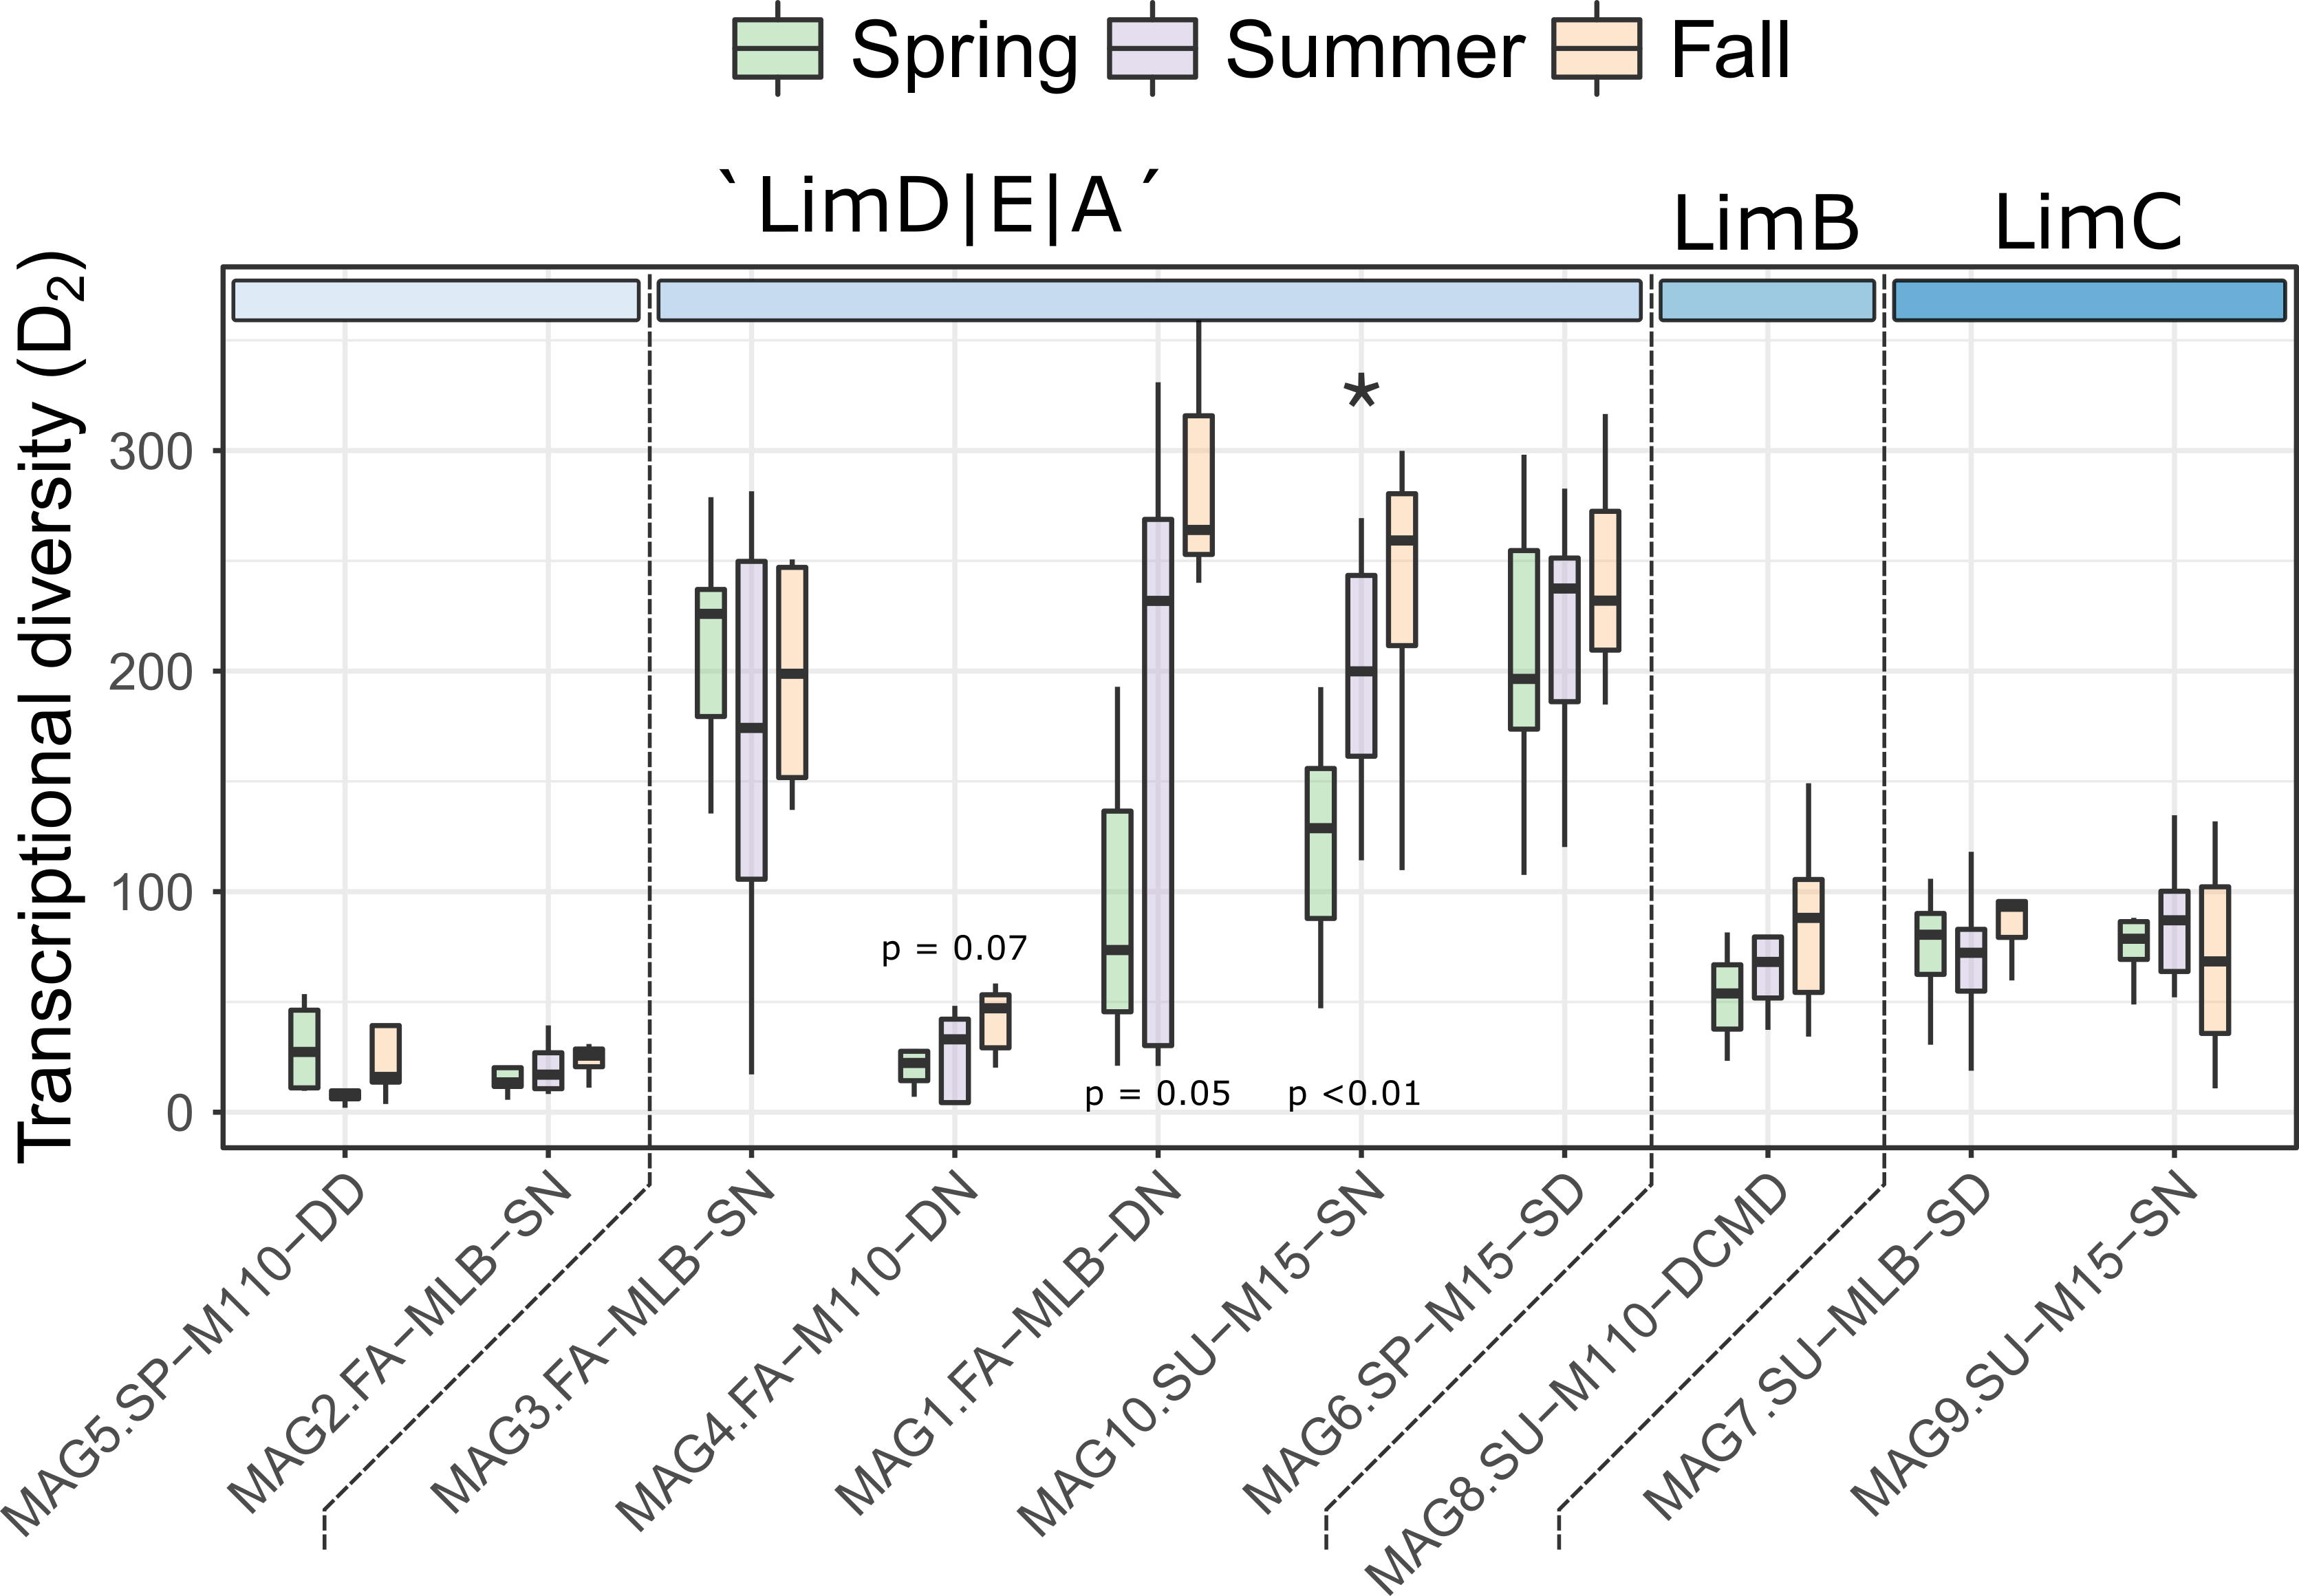 Spring Summer Fall
`LimD|E|A´
LimB
LimC
Transcriptional diversity (D2)
300
200
100
0
*
p = 0.07
p = 0.05
p <0.01
MAG5.SP−M110−DD
MAG2.FA−MLB−SN
MAG3.FA−MLB−SN
MAG4.FA−M110−DN
MAG1.FA−MLB−DN
MAG10.SU−M15−SN
MAG6.SP−M15−SD
MAG8.SU−M110−DCMD
MAG7.SU−MLB−SD
MAG9.SU−M15−SN